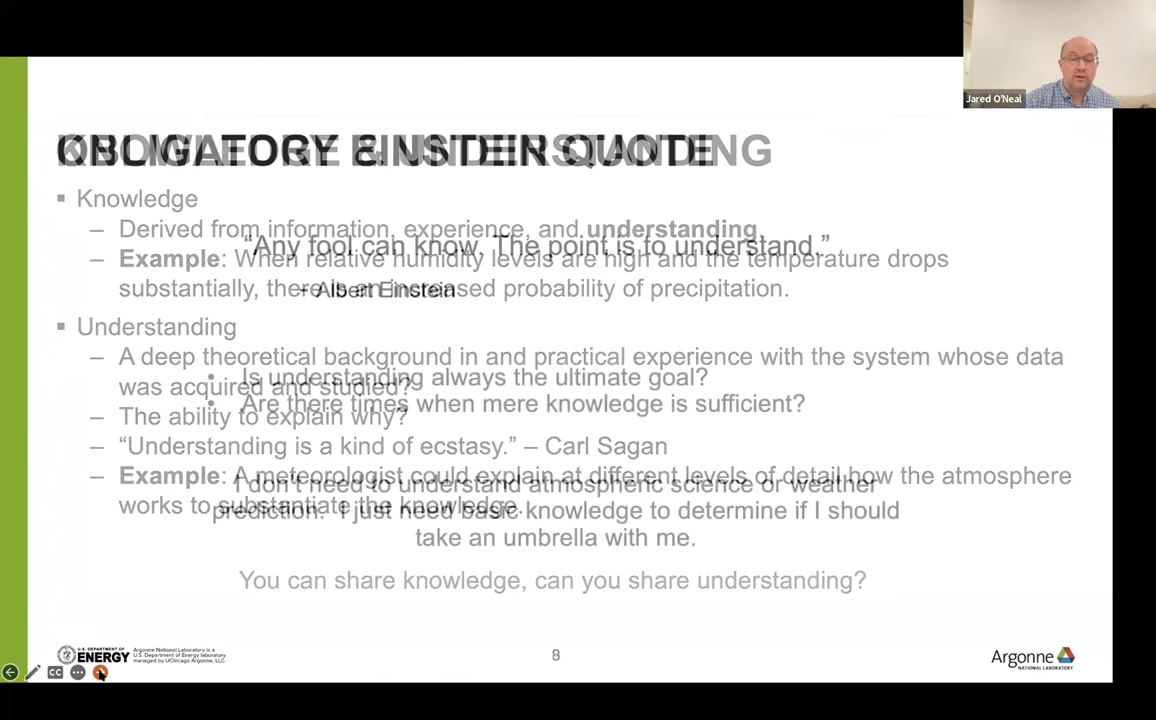 Jared O'Neal
KNOWLEDGE & UNDERSTANDING
OBLIGATORY EINSTEIN QUOTE
▪ Knowledge
– Derived from information, experience, and understanding.
– Example: When relative humidity levels are high and the temperature drops
substantially, there is an increased probability of precipitation.
▪ Understanding
– A deep theoretical background in and practical experience with the system whose data
was acquired and studied?
– The ability to explain why?
– “Understanding is a kind of ecstasy.” – Carl Sagan
– Example: A meteorologist could explain at different levels of detail how the atmosphere
works to substantiate the knowledge.
“Any fool can know. The point is to understand.”
– Albert Einstein
• Is understanding always the ultimate goal?
• Are there times when mere knowledge is sufficient?
I don't need to understand atmospheric science or weather
prediction. I just need basic knowledge to determine if I should
take an umbrella with me.
You can share knowledge, can you share understanding?
U.S. DEPARTMENT OF
ENERGY
Argonne National Laboratory is a
U.S. Department of Energy laboratory
managed by UChicago Argonne, LLC.
8
Argonne
NATIONAL LABORATORY
CC